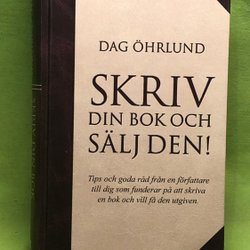 DAG ÖHRLUND
SKRIV
DIN BOK OCH
SÄLJ DEN!
Tips och goda råd från en författare
till dig som funderar på att skriva
en bok och vill få den utgiven.